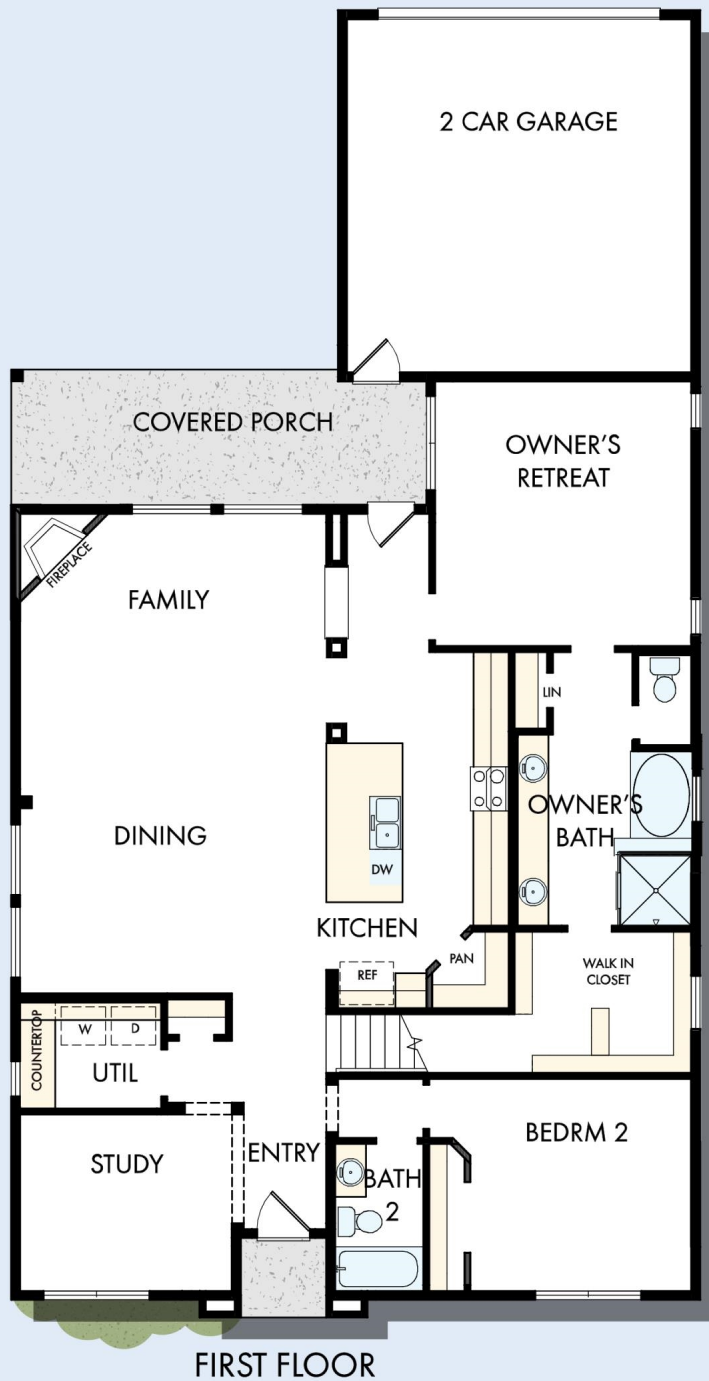 2 CAR GARAGE
COVERED PORCH
OWNER'S
RETREAT
FIREPLACE
FAMILY
LIN
OWNER'S
BATH
DINING
DW
KITCHEN
PAN
REF
WALK IN
CLOSET
COUNTERTOP
W
D
UTIL
STUDY
ENTRY
BATH
2
BEDRM 2
FIRST FLOOR